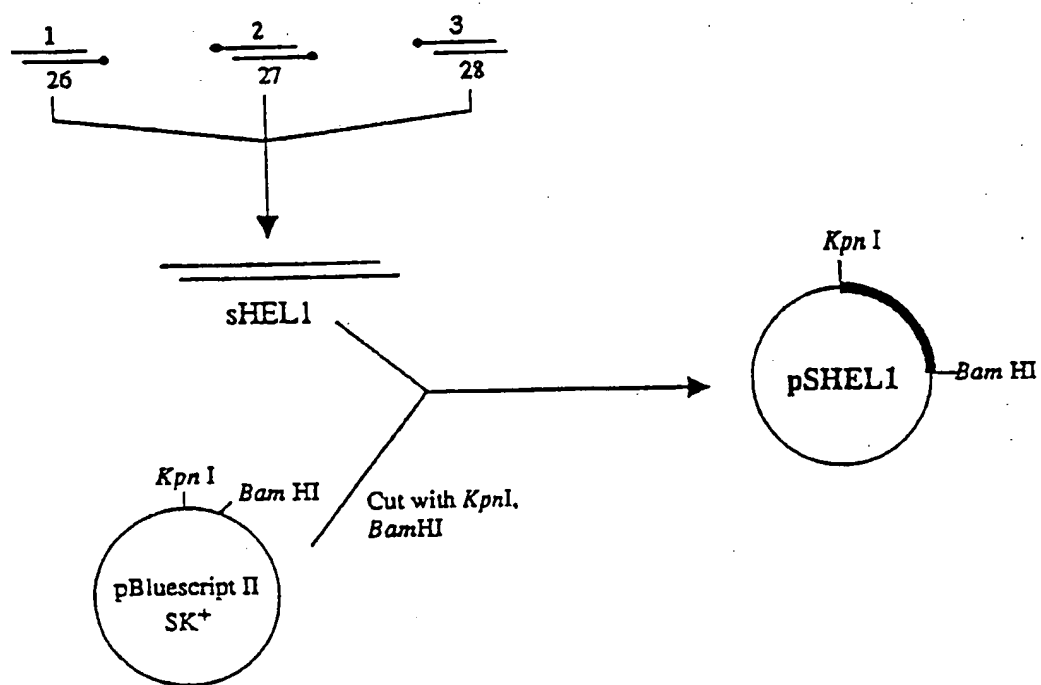 1
2
3
26
27
28
sHEL1
Kpn I
pSHEL1
Bam HI
Kpn I
Bam HI
Cut with KpnI,
BamHI
pBluescript II
SK+